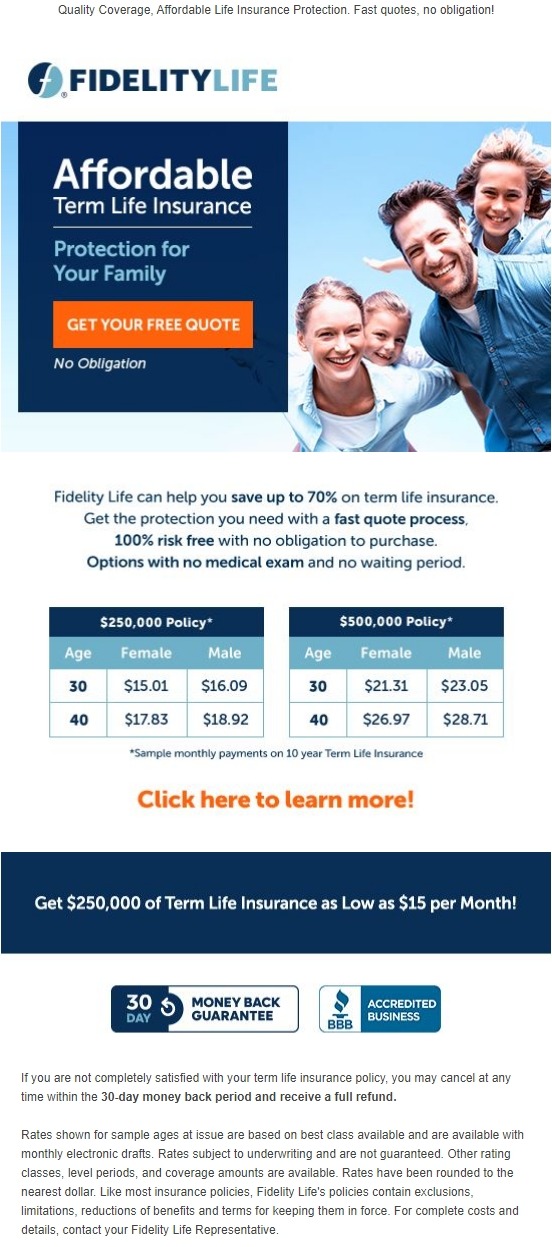 Quality Coverage, Affordable Life Insurance Protection. Fast quotes, no obligation!
FIDELITYLIFE
®
Affordable
Term Life Insurance
Protection for
Your Family
GET YOUR FREE QUOTE
No Obligation
Fidelity Life can help you save up to 70% on term life insurance.
Get the protection you need with a fast quote process,
100% risk free with no obligation to purchase.
Options with no medical exam and no waiting period.
$250,000 Policy*
Age Female Male
30 $15.01 $16.09
40 $17.83 $18.92
$500,000 Policy*
Age Female Male
30 $21.31 $23.05
40 $26.97 $28.71
*Sample monthly payments on 10 year Term Life Insurance
Click here to learn more!
Get $250,000 of Term Life Insurance as Low as $15 per Month!
30 DAY
MONEY BACK
GUARANTEE
BBB
ACCREDITED
BUSINESS
If you are not completely satisfied with your term life insurance policy, you may cancel at any
time within the 30-day money back period and receive a full refund.
Rates shown for sample ages at issue are based on best class available and are available with
monthly electronic drafts. Rates subject to underwriting and are not guaranteed. Other rating
classes, level periods, and coverage amounts are available. Rates have been rounded to the
nearest dollar. Like most insurance policies, Fidelity Life's policies contain exclusions,
limitations, reductions of benefits and terms for keeping them in force. For complete costs and
details, contact your Fidelity Life Representative.